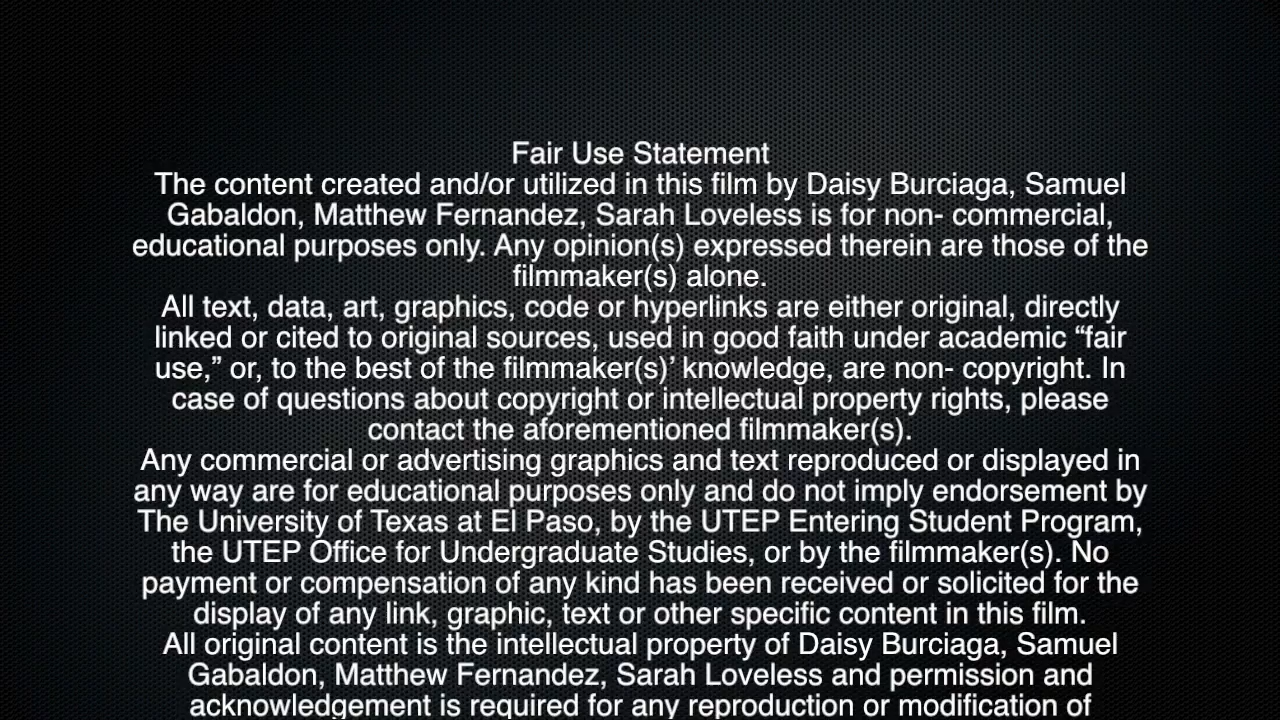 Fair Use Statement
The content created and/or utilized in this film by Daisy Burciaga, Samuel
Gabaldon, Matthew Fernandez, Sarah Loveless is for non- commercial,
educational purposes only. Any opinion(s) expressed therein are those of the
filmmaker(s) alone.
All text, data, art, graphics, code or hyperlinks are either original, directly
linked or cited to original sources, used in good faith under academic “fair
use,” or, to the best of the filmmaker(s)’ knowledge, are non- copyright. In
case of questions about copyright or intellectual property rights, please
contact the aforementioned filmmaker(s).
Any commercial or advertising graphics and text reproduced or displayed in
any way are for educational purposes only and do not imply endorsement by
The University of Texas at El Paso, by the UTEP Entering Student Program,
the UTEP Office for Undergraduate Studies, or by the filmmaker(s). No
payment or compensation of any kind has been received or solicited for the
display of any link, graphic, text or other specific content in this film.
All original content is the intellectual property of Daisy Burciaga, Samuel
Gabaldon, Matthew Fernandez, Sarah Loveless and permission and
acknowledgement is required for any reproduction or modification of